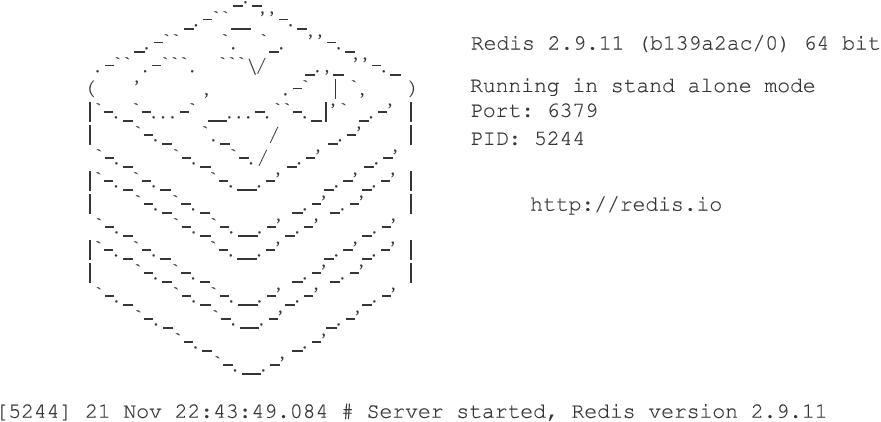 Redis 2.9.11 (b139a2ac/0) 64 bit
Running in stand alone mode
Port: 6379
PID: 5244
http://redis.io
[5244] 21 Nov 22:43:49.084 # Server started, Redis version 2.9.11